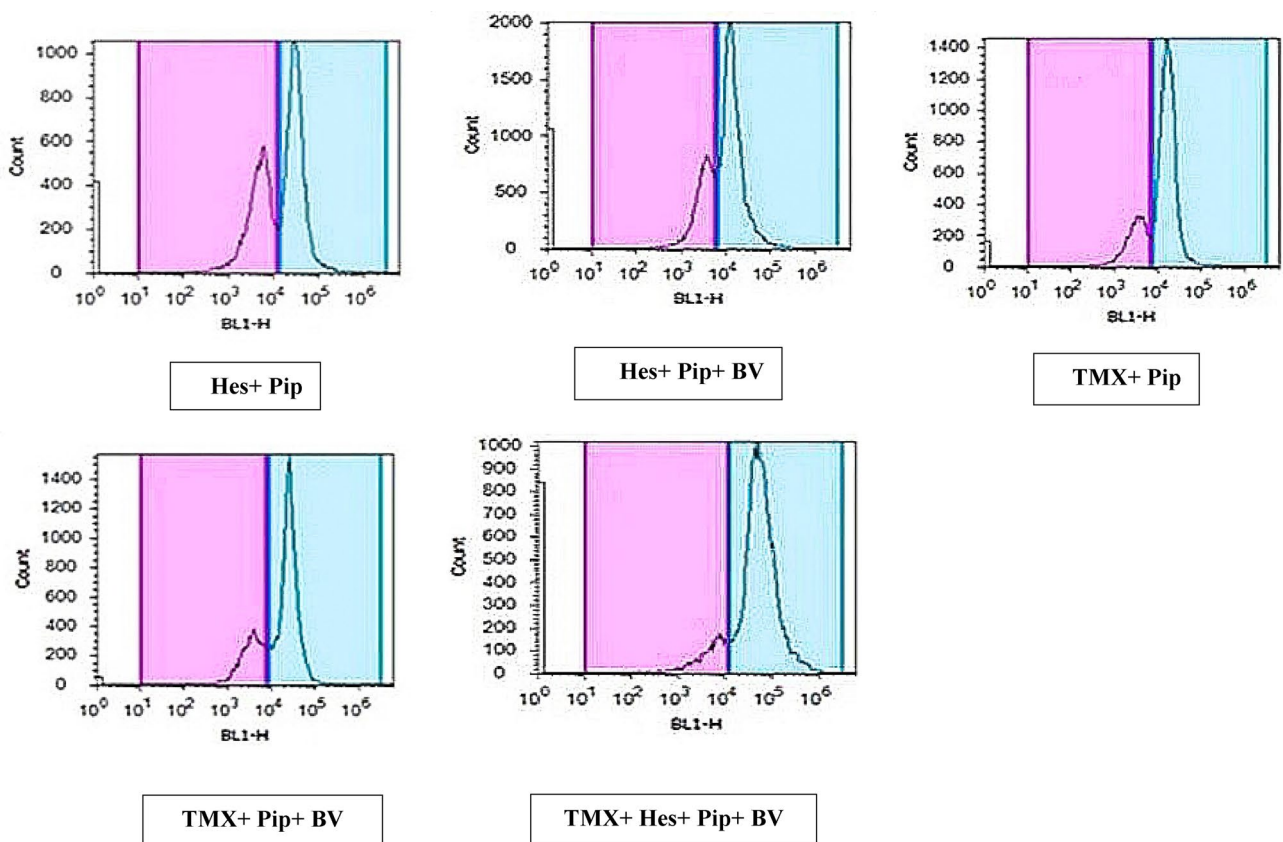 1000
800
600
400
200
0
Count
10⁰ 10¹ 10² 10³ 10⁴ 10⁵ 10⁶
BL1-H
Hes+ Pip
2000
1500
1000
500
0
Count
10⁰ 10¹ 10² 10³ 10⁴ 10⁵ 10⁶
BL1-H
Hes+ Pip+ BV
1400
1200
1000
800
600
400
200
0
Count
10⁰ 10¹ 10² 10³ 10⁴ 10⁵ 10⁶
BL1-H
TMX+ Pip
1400
1200
1000
800
600
400
200
0
Count
10⁰ 10¹ 10² 10³ 10⁴ 10⁵ 10⁶
BL1-H
TMX+ Pip+ BV
1000
900
800
700
600
500
400
300
200
100
0
Count
10⁰ 10¹ 10² 10³ 10⁴ 10⁵ 10⁶
BL1-H
TMX+ Hes+ Pip+ BV